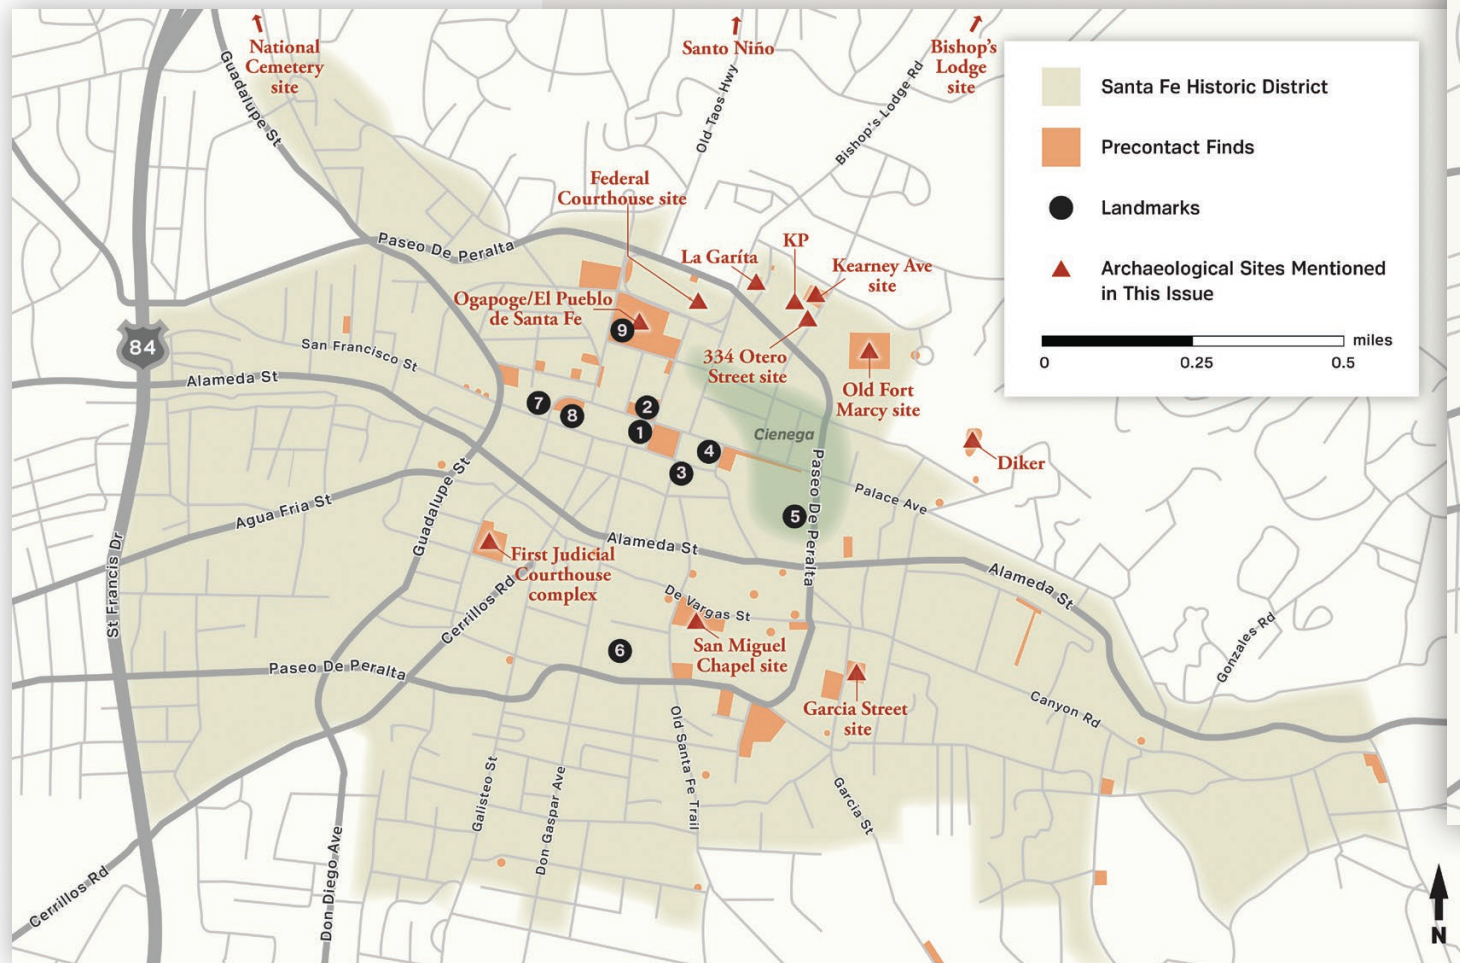 National
Cemetery
site
Santo Niño
Bishop's
Lodge
site
Guadalupe St
Old Taos Hwy
Bishop's Lodge Rd
Santa Fe Historic District
Precontact Finds
Landmarks
Archaeological Sites Mentioned
in This Issue
miles
0
0.25
0.5
Federal
Courthouse site
Paseo De Peralta
La Garíta
KP
Kearney Ave
site
Ogapoge/El Pueblo
de Santa Fe
9
334 Otero
Street site
84
San Francisco St
Alameda St
Old Fort
Marcy site
7
8
2
1
4
3
Cienega
Diker
Guadalupe St
Agua Fria St
Palace Ave
5
Paseo De Peralta
St Francis Dr
First Judicial
Courthouse
complex
Alameda St
Alameda St
Cerrillos Rd
De Vargas St
6
San Miguel
Chapel site
Gonzales Rd
Paseo De Peralta
Garcia Street
site
Canyon Rd
Old Santa Fe Trail
Galisteo St
Don Gaspar Ave
Garcia St
Don Diego Ave
Cerrillos Rd
N